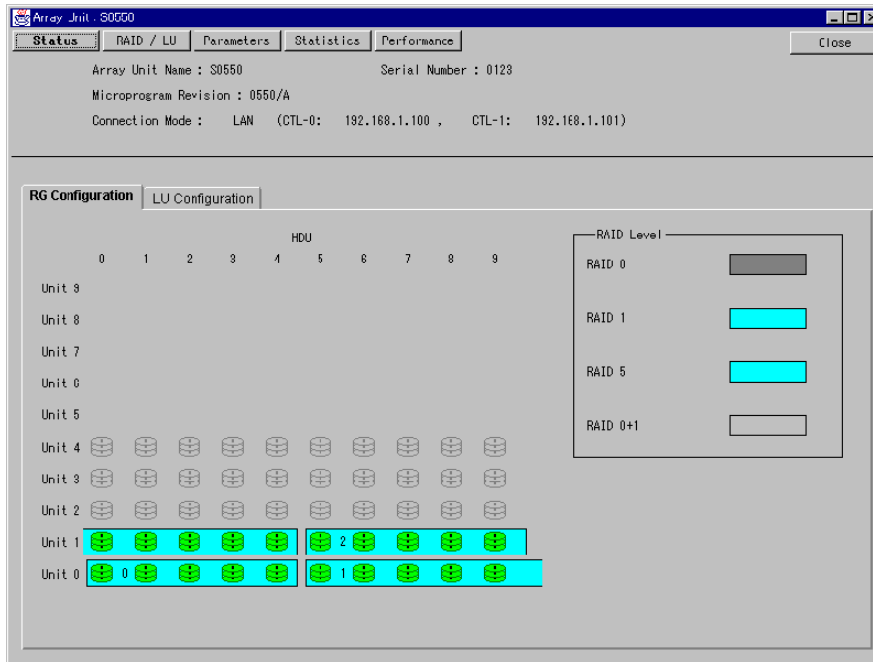 Array Unit - S0550
Status RAID / LU Parameters Statistics Performance Close
Array Unit Name : S0550 Serial Number : 0123
Microprogram Revision : 0550/A
Connection Mode : LAN (CTL-0: 192.168.1.100 , CTL-1: 192.168.1.101)
RG Configuration LU Configuration
HDU
0 1 2 3 4 5 6 7 8 9
Unit 9
Unit 8
Unit 7
Unit 6
Unit 5
Unit 4
Unit 3
Unit 2
Unit 1 2
Unit 0 0 1
RAID Level
RAID 0
RAID 1
RAID 5
RAID 0+1